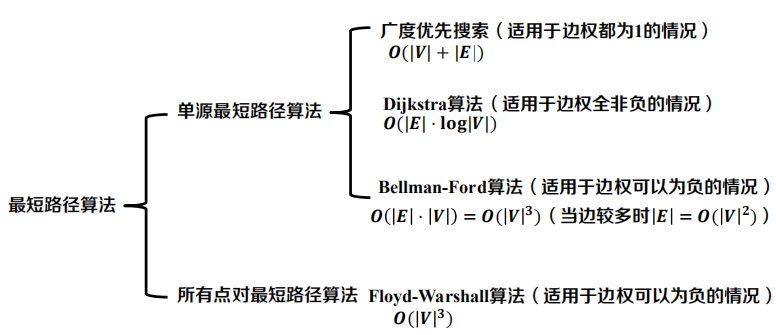 广度优先搜索（适用于边权都为1的情况）
O(|V| + |E|)
单源最短路径算法
Dijkstra算法（适用于边权全非负的情况）
O(|E| · log|V|)
Bellman-Ford算法（适用于边权可以为负的情况）
O(|E| · |V|) = O(|V|³)（当边较多时|E| = O(|V|²)）
最短路径算法
所有点对最短路径算法 Floyd-Warshall算法（适用于边权可以为负的情况）
O(|V|³)